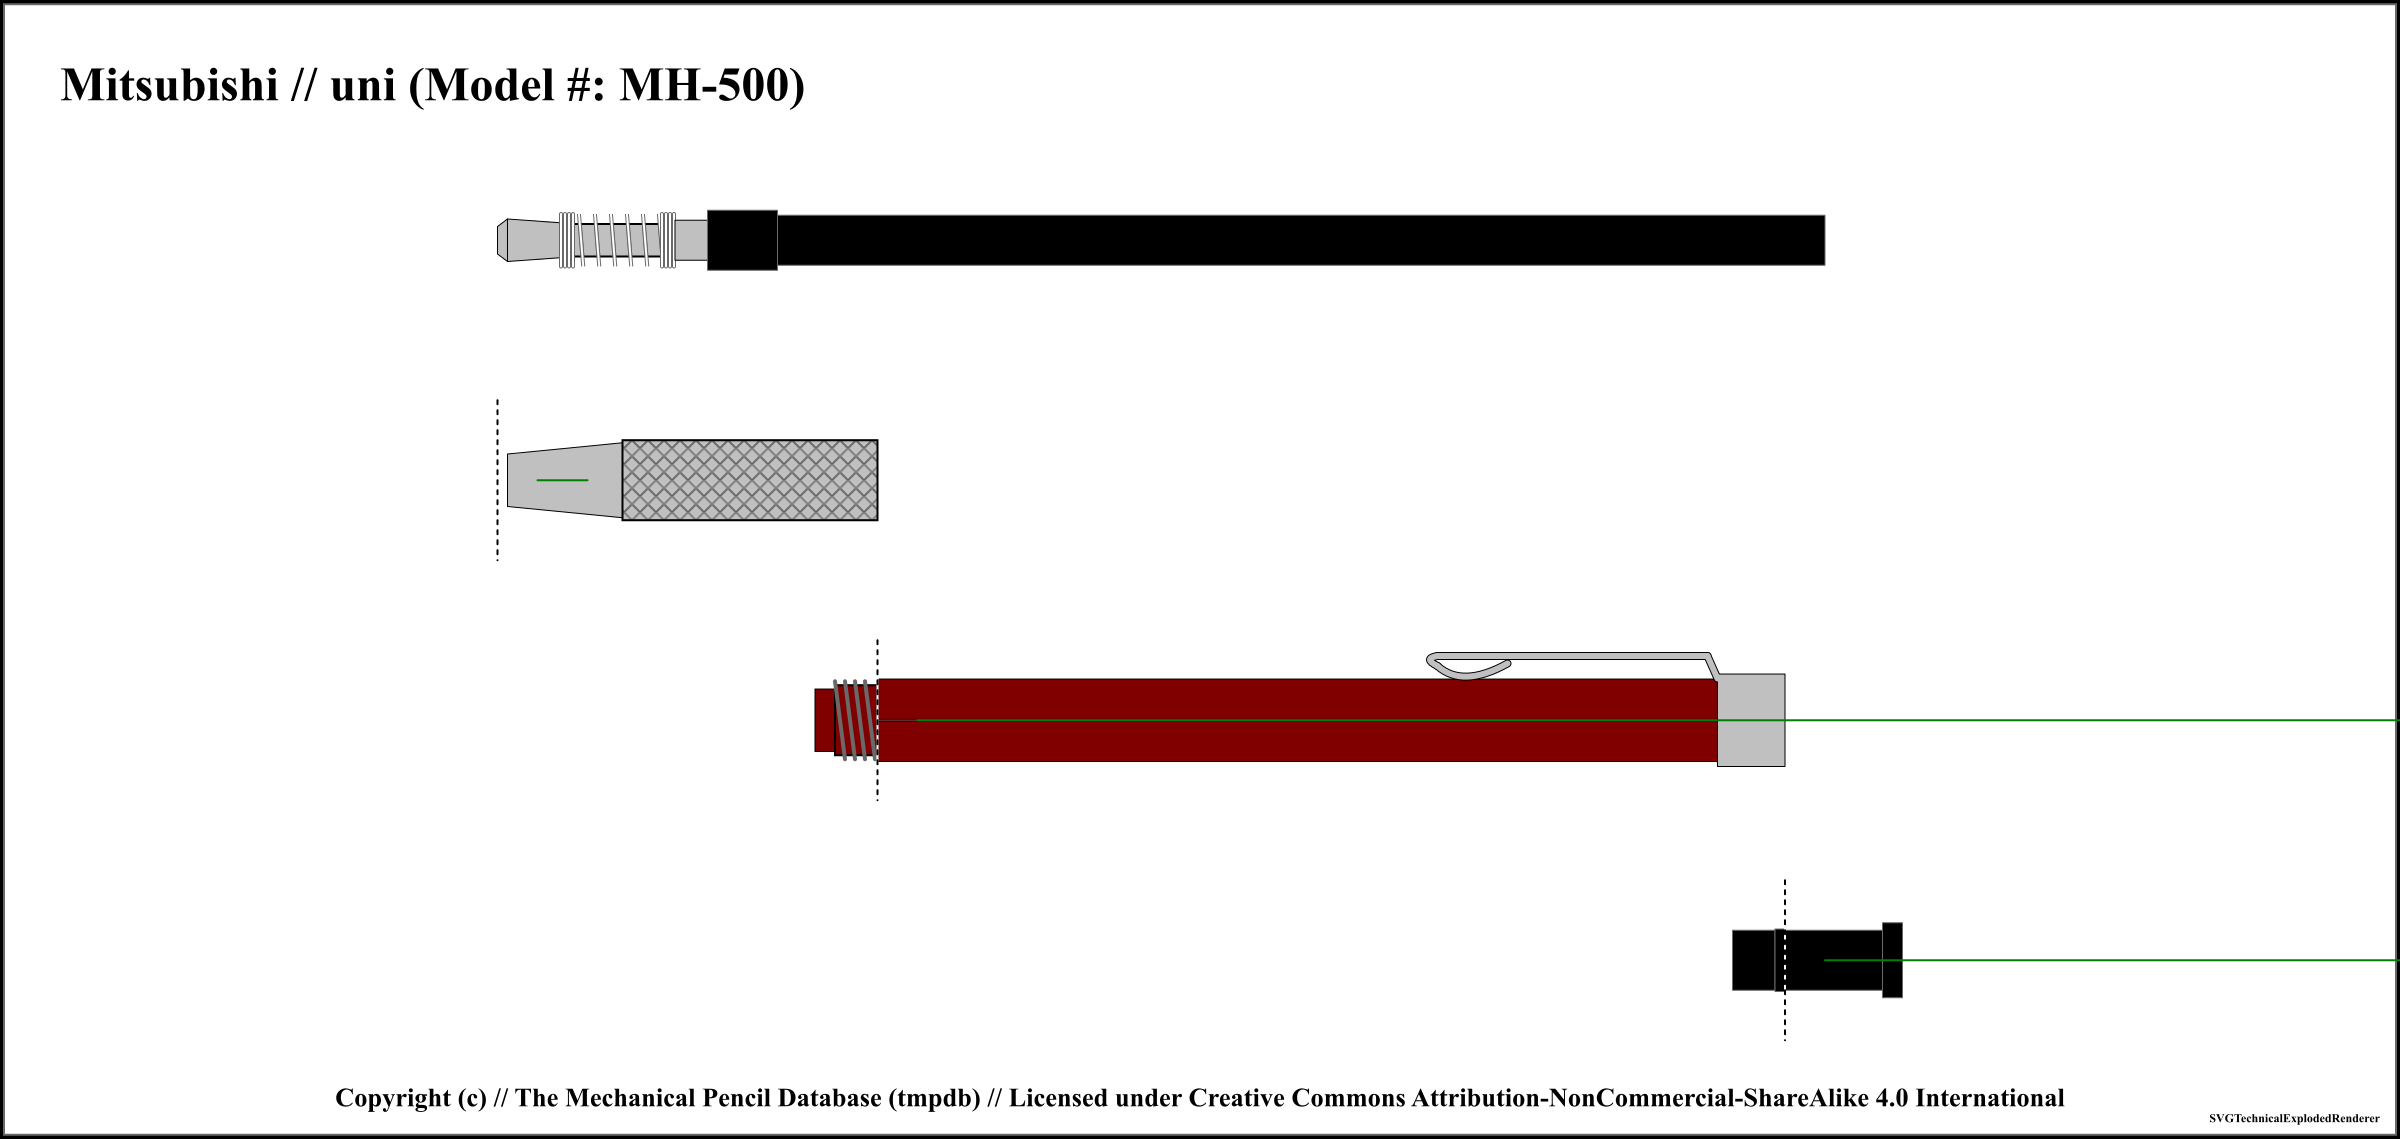 Mitsubishi // uni (Model #: MH-500)
Copyright (c) // The Mechanical Pencil Database (tmpdb) // Licensed under Creative Commons Attribution-NonCommercial-ShareAlike 4.0 International
SVGTechnicalExplodedRenderer